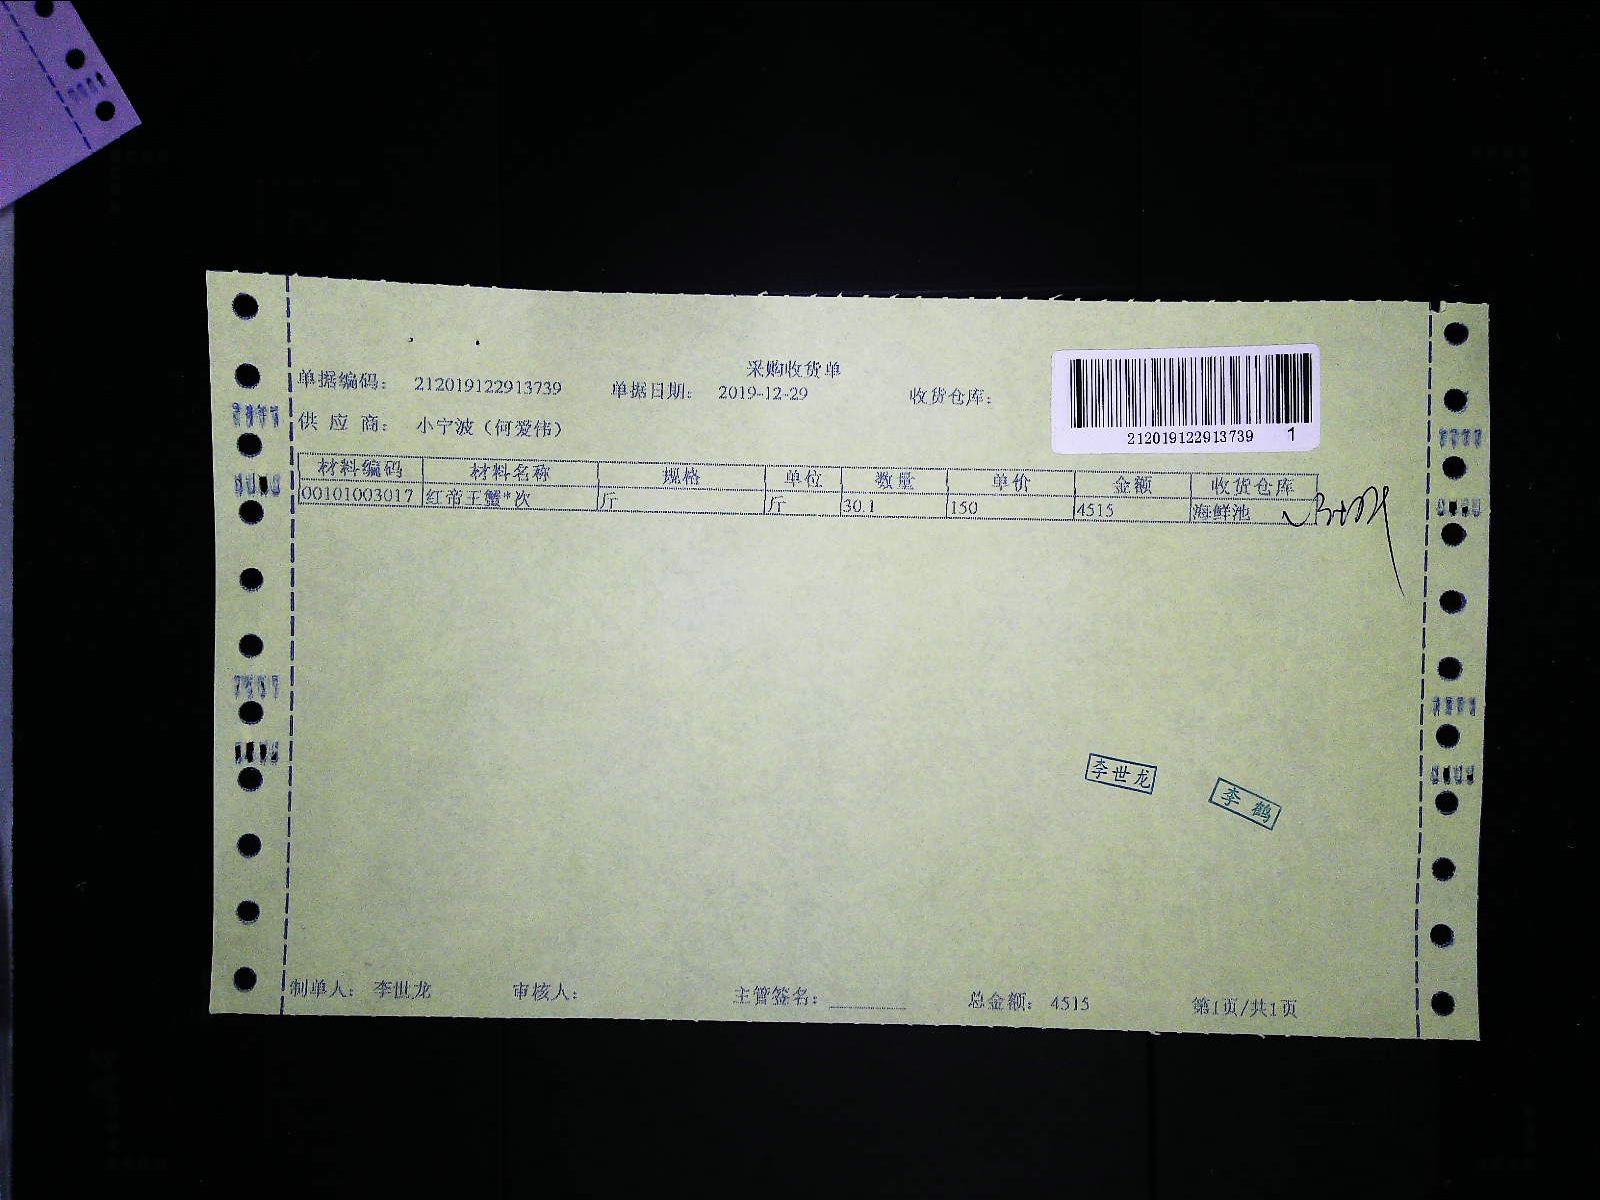 采购收货单
单据编码： 212019122913739 单据日期： 2019-12-29 收货仓库：
212019122913739 1
供 应 商： 小宁波（何爱伟）
材料编码 材料名称 规格 单位 数量 单价 金额 收货仓库
00101003017 红帝王蟹*次 斤 斤 30.1 150 4515 海鲜池
李世龙
李鹤
制单人： 李世龙 审核人： 主管签名： 总金额： 4515 第1页/共1页